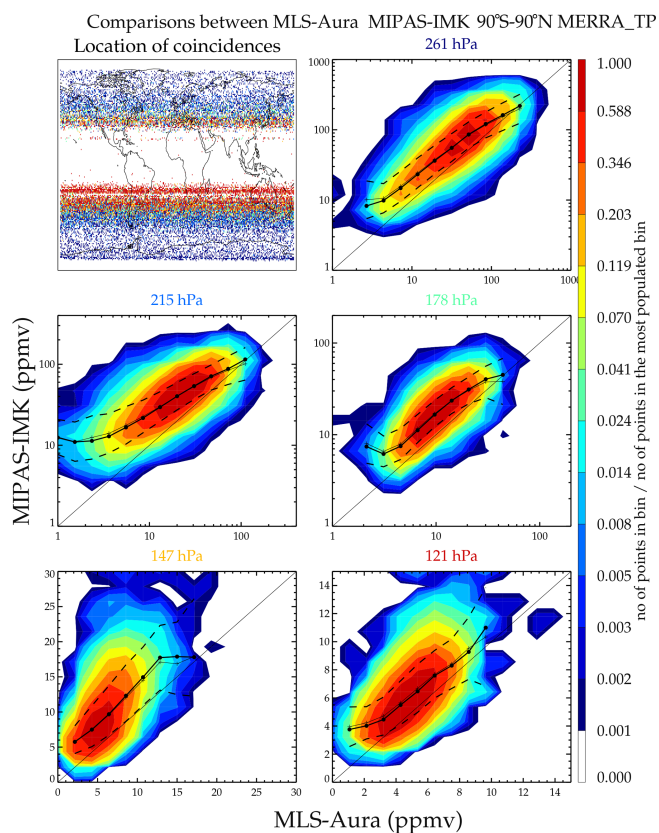 Comparisons between MLS-Aura MIPAS-IMK 90°S-90°N MERRA_TP
Location of coincidences
261 hPa
1000
100
10
1
1 10 100 1000
215 hPa
100
10
1
1 10 100
178 hPa
100
10
1
1 10 100
147 hPa
30
25
20
15
10
5
0
0 5 10 15 20 25 30
121 hPa
14
12
10
8
6
4
2
0
0 2 4 6 8 10 12 14
MIPAS-IMK (ppmv)
MLS-Aura (ppmv)
1.000
0.588
0.346
0.203
0.119
0.070
0.041
0.024
0.014
0.008
0.005
0.003
0.002
0.001
0.000
no of points in bin / no of points in the most populated bin